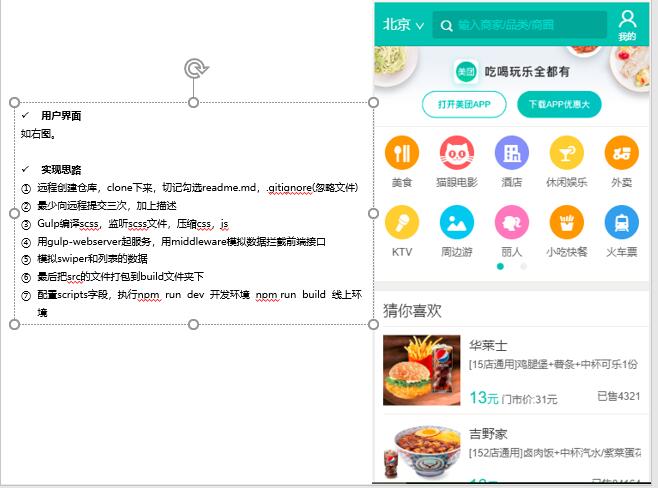 ✓ 用户界面
如右图。
✓ 实现思路
① 远程创建仓库，clone下来，切记勾选readme.md，.gitignore(忽略文件)
② 最少向远程提交三次，加上描述
③ Gulp编译scss，监听scss文件，压缩css，js
④ 用gulp-webserver起服务，用middleware模拟数据拦截前端接口
⑤ 模拟swiper和列表的数据
⑥ 最后把src的文件打包到build文件夹下
⑦ 配置scripts字段，执行npm run dev 开发环境 npm run build 线上环
境
北京
输入商家/品类/商圈
我的
美团
吃喝玩乐全都有
打开美团APP
下载APP优惠大
美食
猫眼电影
酒店
休闲娱乐
外卖
KTV
周边游
丽人
小吃快餐
火车票
猜你喜欢
华莱士
[15店通用]鸡腿堡+薯条+中杯可乐1份
13元 门市价:31元
已售4321
吉野家
[152店通用]卤肉饭+中杯汽水/紫菜蛋花